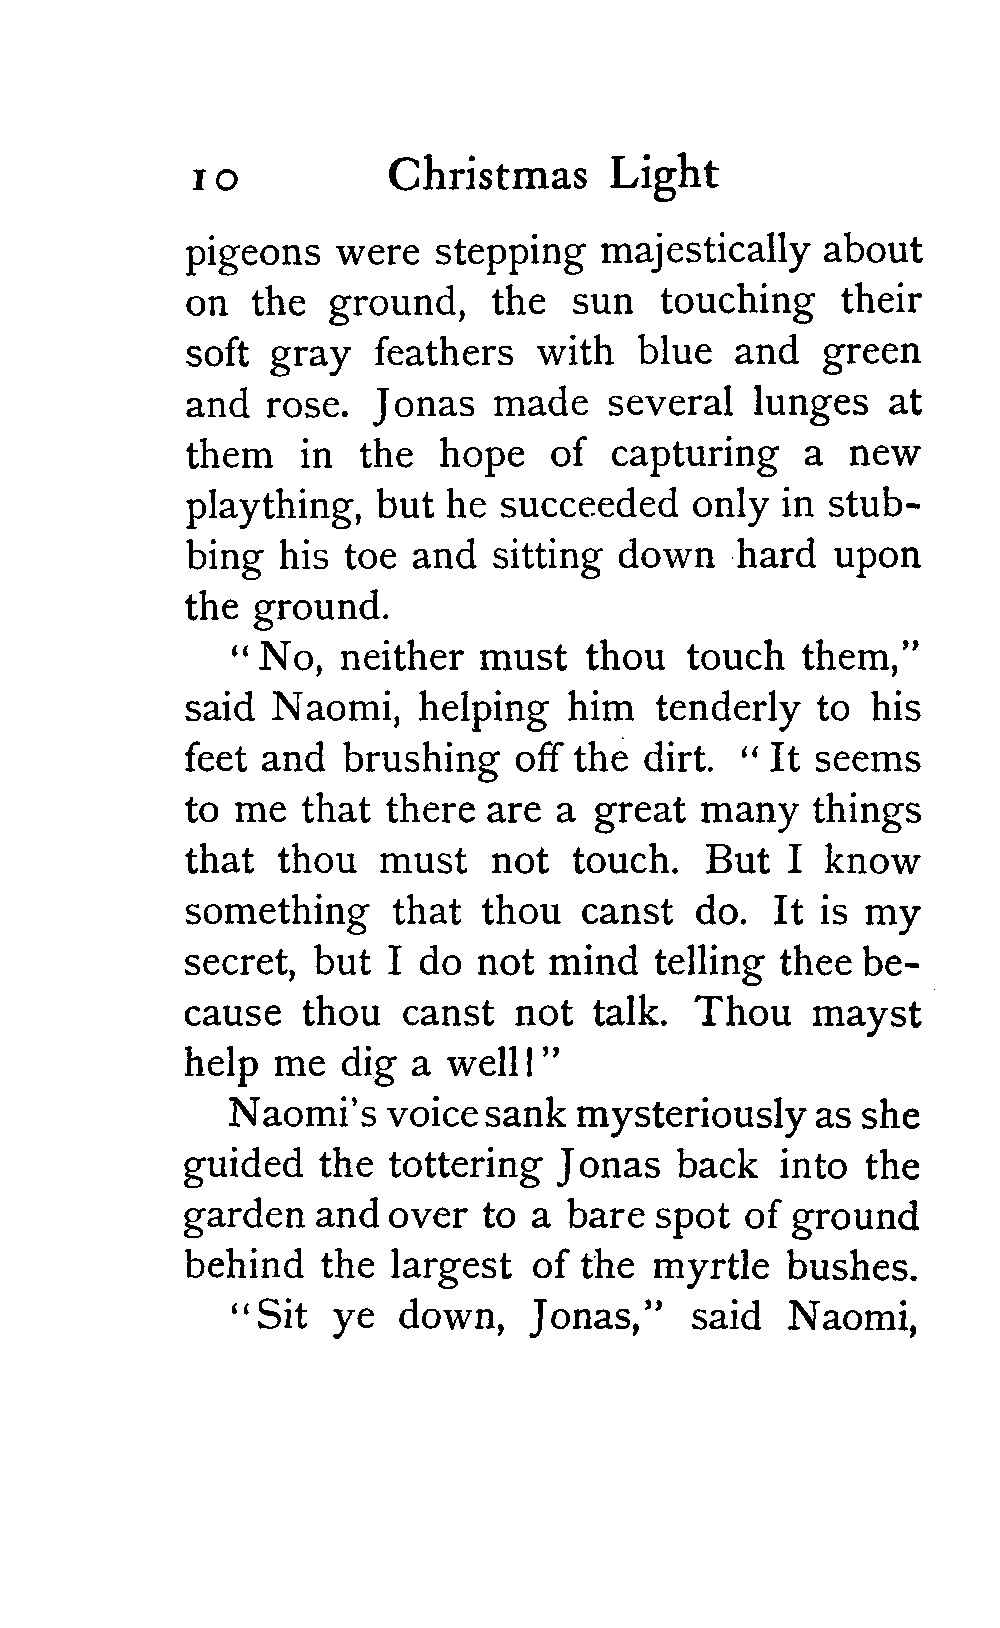 10 Christmas Light
pigeons were stepping majestically about
on the ground, the sun touching their
soft gray feathers with blue and green
and rose. Jonas made several lunges at
them in the hope of capturing a new
plaything, but he succeeded only in stub-
bing his toe and sitting down hard upon
the ground.
"No, neither must thou touch them,"
said Naomi, helping him tenderly to his
feet and brushing off the dirt. "It seems
to me that there are a great many things
that thou must not touch. But I know
something that thou canst do. It is my
secret, but I do not mind telling thee be-
cause thou canst not talk. Thou mayst
help me dig a well!"
Naomi's voice sank mysteriously as she
guided the tottering Jonas back into the
garden and over to a bare spot of ground
behind the largest of the myrtle bushes.
"Sit ye down, Jonas," said Naomi,